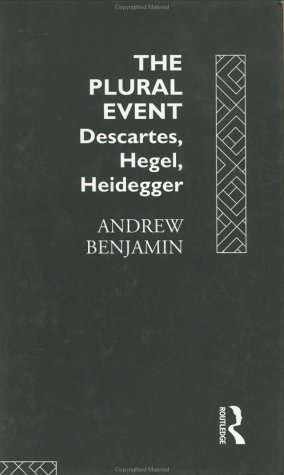 THE
PLURAL
EVENT
Descartes,
Hegel,
Heidegger
ANDREW
BENJAMIN
ROUTLEDGE